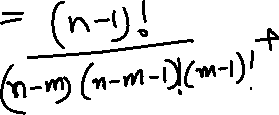 = (n-1)! / (n-m) (n-m-1)! (m-1)! +